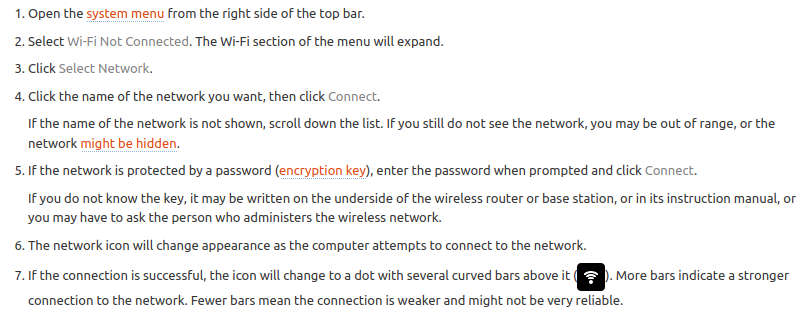 1. Open the system menu from the right side of the top bar.
2. Select Wi-Fi Not Connected. The Wi-Fi section of the menu will expand.
3. Click Select Network.
4. Click the name of the network you want, then click Connect.
If the name of the network is not shown, scroll down the list. If you still do not see the network, you may be out of range, or the
network might be hidden.
5. If the network is protected by a password (encryption key), enter the password when prompted and click Connect.
If you do not know the key, it may be written on the underside of the wireless router or base station, or in its instruction manual, or
you may have to ask the person who administers the wireless network.
6. The network icon will change appearance as the computer attempts to connect to the network.
7. If the connection is successful, the icon will change to a dot with several curved bars above it (). More bars indicate a stronger
connection to the network. Fewer bars mean the connection is weaker and might not be very reliable.